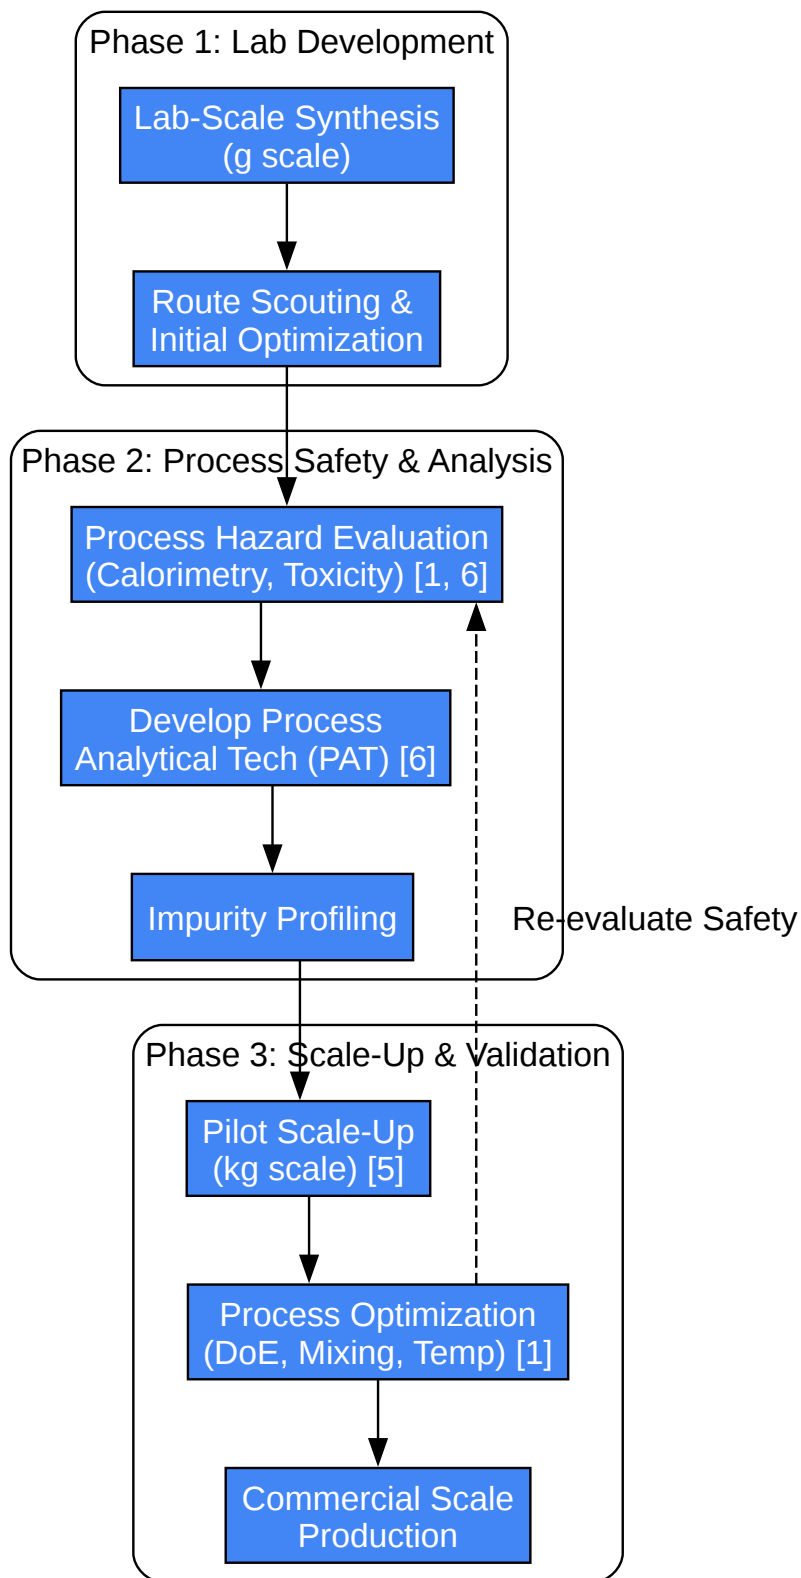 Phase 1: Lab Development
Lab-Scale Synthesis
(g scale)
Route Scouting &
Initial Optimization
Phase 2: Process Safety & Analysis
Process Hazard Evaluation
(Calorimetry, Toxicity) [1, 6]
Develop Process
Analytical Tech (PAT) [6]
Impurity Profiling
Re-evaluate Safety
Phase 3: Scale-Up & Validation
Pilot Scale-Up
(kg scale) [5]
Process Optimization
(DoE, Mixing, Temp) [1]
Commercial Scale
Production